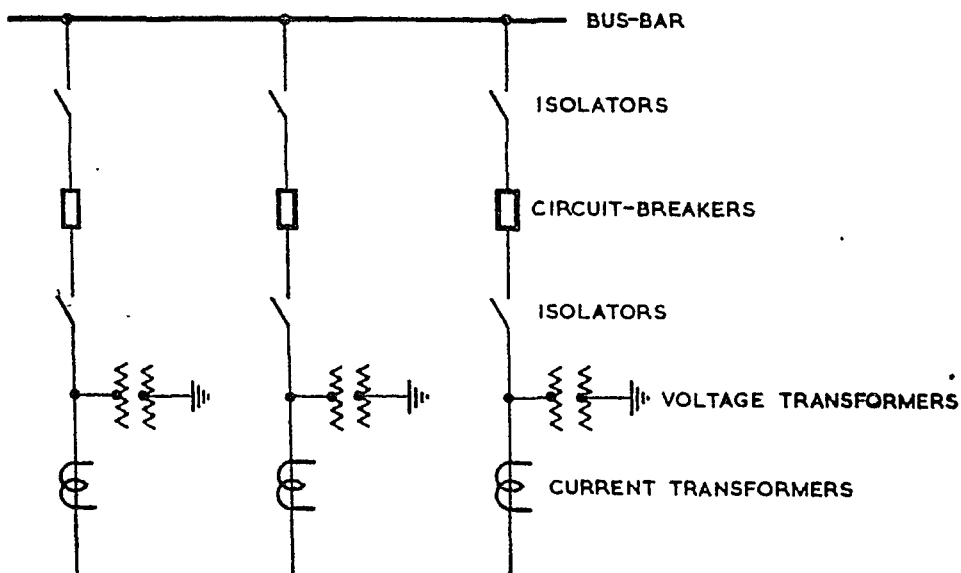 BUS-BAR
ISOLATORS
CIRCUIT-BREAKERS
ISOLATORS
VOLTAGE TRANSFORMERS
CURRENT TRANSFORMERS